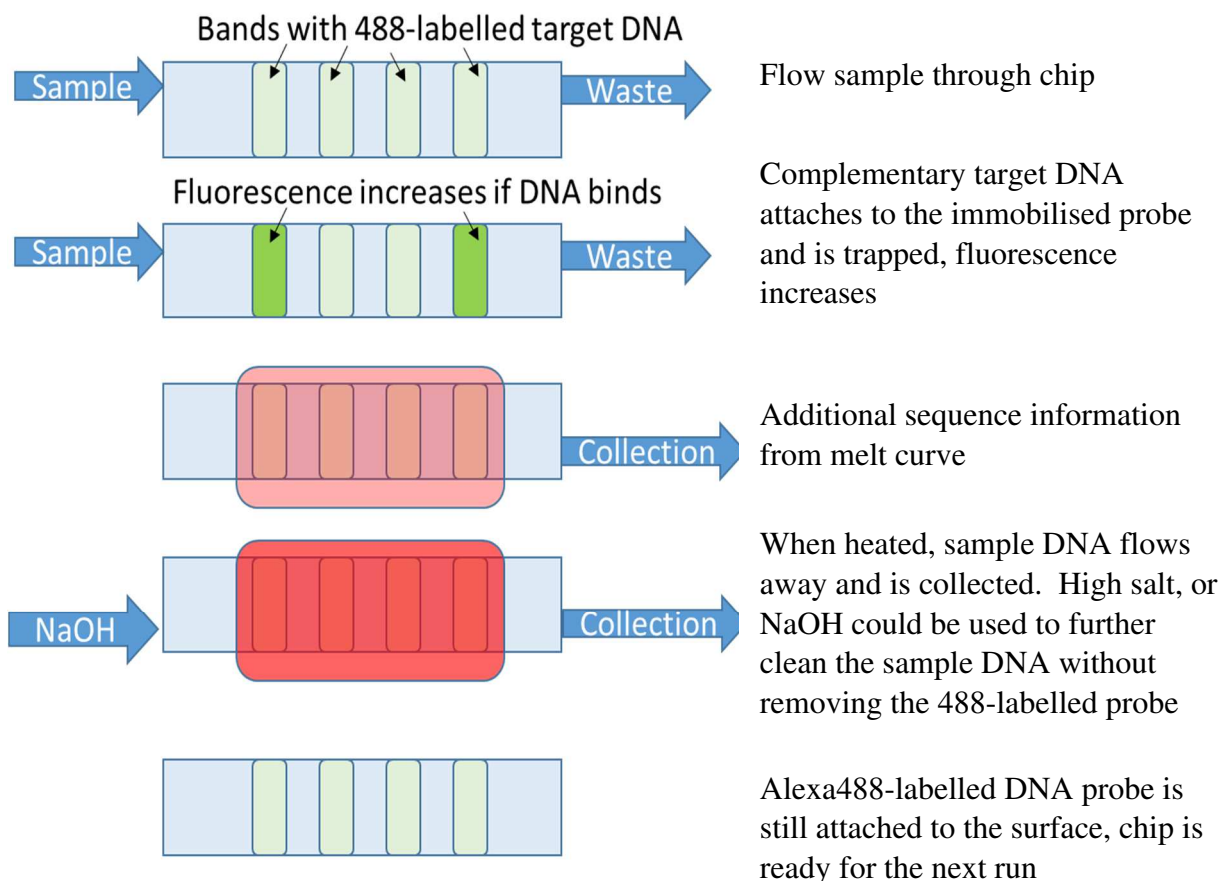 Bands with 488-labelled target DNA
Sample
Waste
Flow sample through chip
Fluorescence increases if DNA binds
Sample
Waste
Complementary target DNA
attaches to the immobilised probe
and is trapped, fluorescence
increases
Collection
Additional sequence information
from melt curve
NaOH
Collection
When heated, sample DNA flows
away and is collected.  High salt, or
NaOH could be used to further
clean the sample DNA without
removing the 488-labelled probe
Alexa488-labelled DNA probe is
still attached to the surface, chip is
ready for the next run